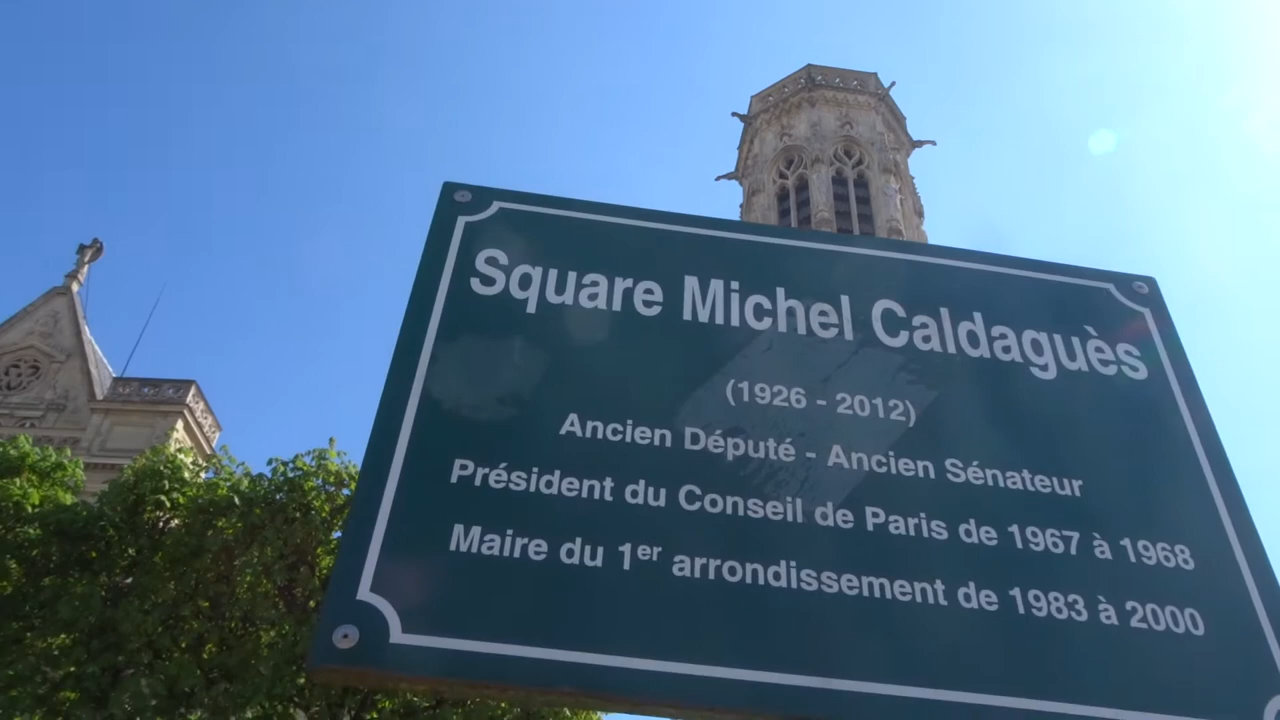 Square Michel Caldaguès
(1926 - 2012)
Ancien Député - Ancien Sénateur
Président du Conseil de Paris de 1967 à 1968
Maire du 1er arrondissement de 1983 à 2000